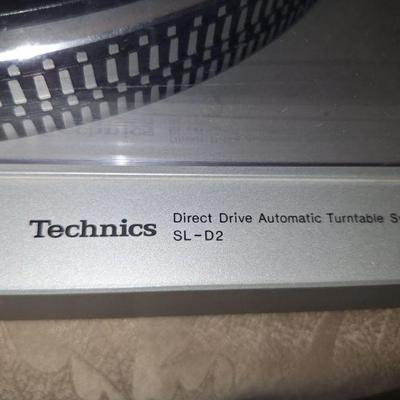 Technics
Direct Drive Automatic Turntable
SL-D2